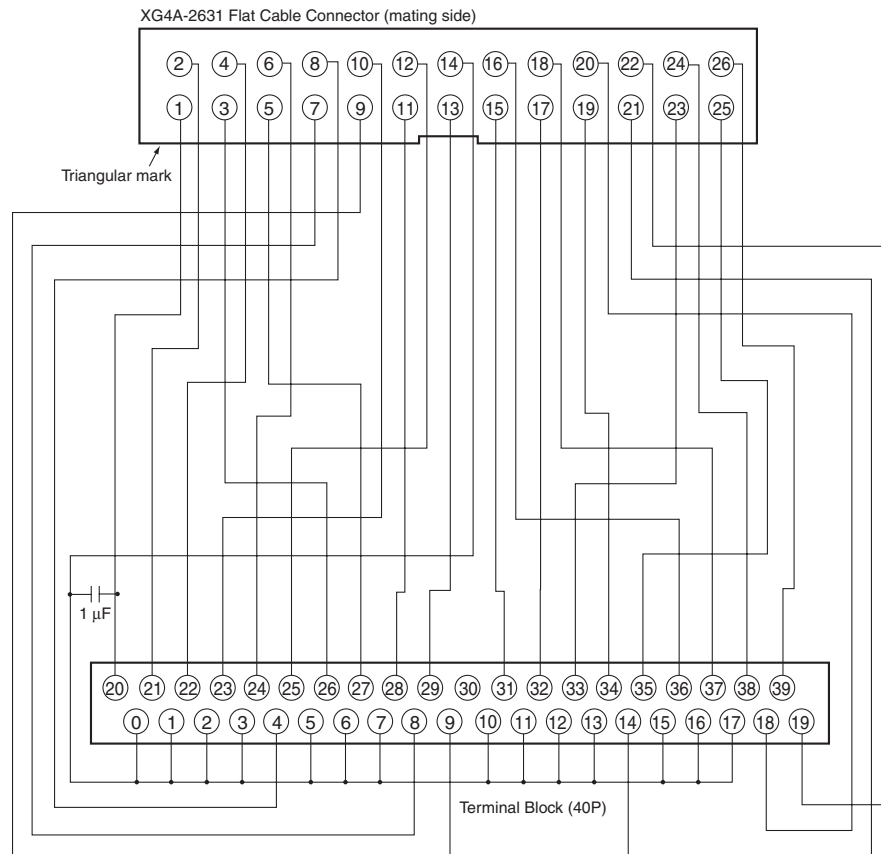 XG4A-2631 Flat Cable Connector (mating side)
2 4 6 8 10 12 14 16 18 20 22 24 26
1 3 5 7 9 11 13 15 17 19 21 23 25
Triangular mark
1 μF
20 21 22 23 24 25 26 27 28 29 30 31 32 33 34 35 36 37 38 39
0 1 2 3 4 5 6 7 8 9 10 11 12 13 14 15 16 17 18 19
Terminal Block (40P)